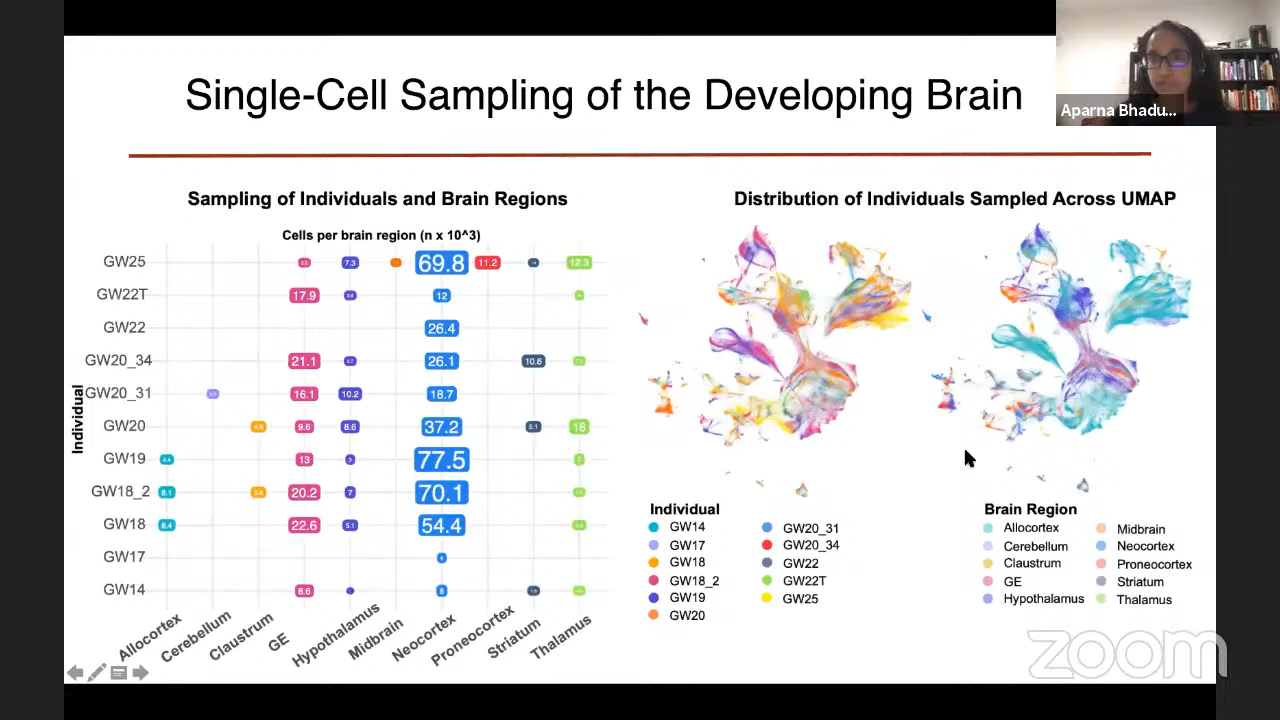 Single-Cell Sampling of the Developing Brain
Aparna Bhadu...
Sampling of Individuals and Brain Regions
Distribution of Individuals Sampled Across UMAP
Cells per brain region (n x 10^3)
GW25 7.3 69.8 11.2 12.3
GW22T 17.9 12
GW22 26.4
GW20_34 21.1 26.1 10.6
GW20_31 16.1 10.2 18.7
GW20 9.6 8.6 37.2 5.1 18
GW19 13 77.5
GW18_2 8.1 20.2 7 70.1
GW18 22.6 5.1 54.4
GW17
GW14 8.6 8
Individual
Allocortex
Cerebellum
Claustrum
GE
Hypothalamus
Midbrain
Neocortex
Proneocortex
Striatum
Thalamus
Individual
GW14
GW17
GW18
GW18_2
GW19
GW20
GW20_31
GW20_34
GW22
GW22T
GW25
Brain Region
Allocortex
Cerebellum
Claustrum
GE
Hypothalamus
Midbrain
Neocortex
Proneocortex
Striatum
Thalamus
zoom